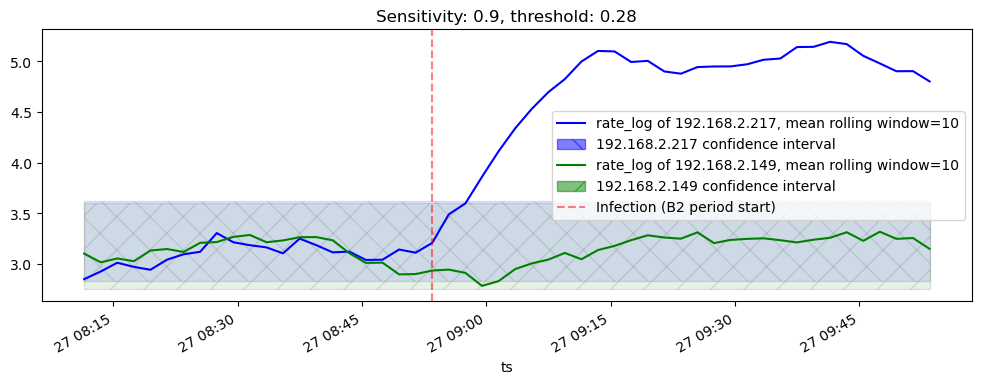 Sensitivity: 0.9, threshold: 0.28
5.0
4.5
4.0
3.5
3.0
rate_log of 192.168.2.217, mean rolling window=10
192.168.2.217 confidence interval
rate_log of 192.168.2.149, mean rolling window=10
192.168.2.149 confidence interval
Infection (B2 period start)
27 08:15
27 08:30
27 08:45
27 09:00
27 09:15
27 09:30
27 09:45
ts